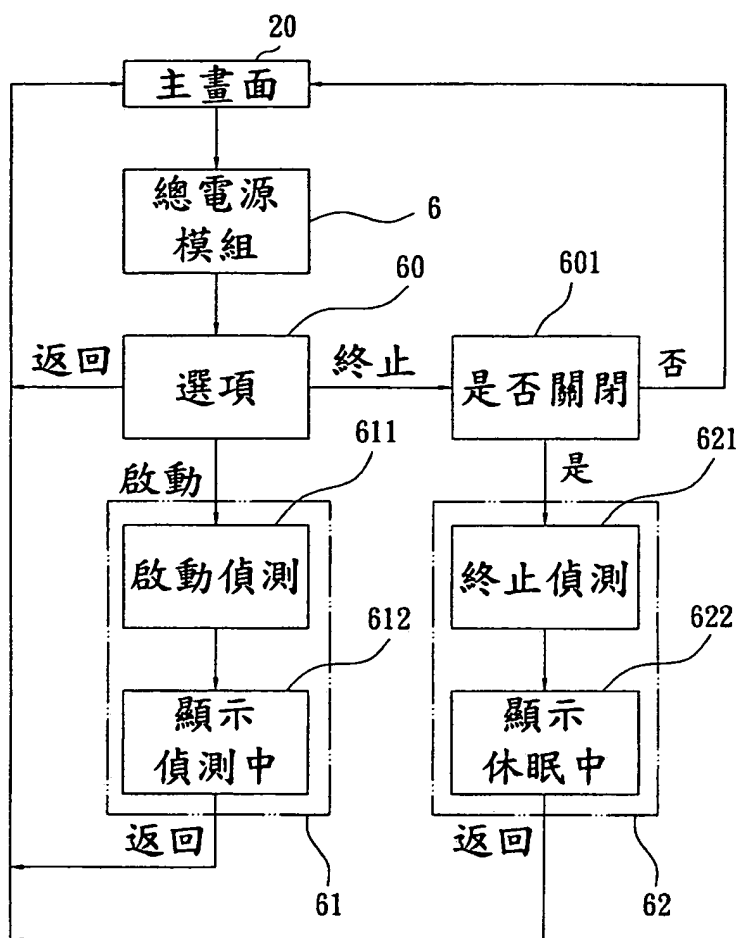 20
主畫面
總電源
模組
6
60
601
返回
選項
終止
是否關閉
否
611
621
啟動
是
啟動偵測
終止偵測
612
622
顯示
偵測中
顯示
休眠中
返回
返回
61
62